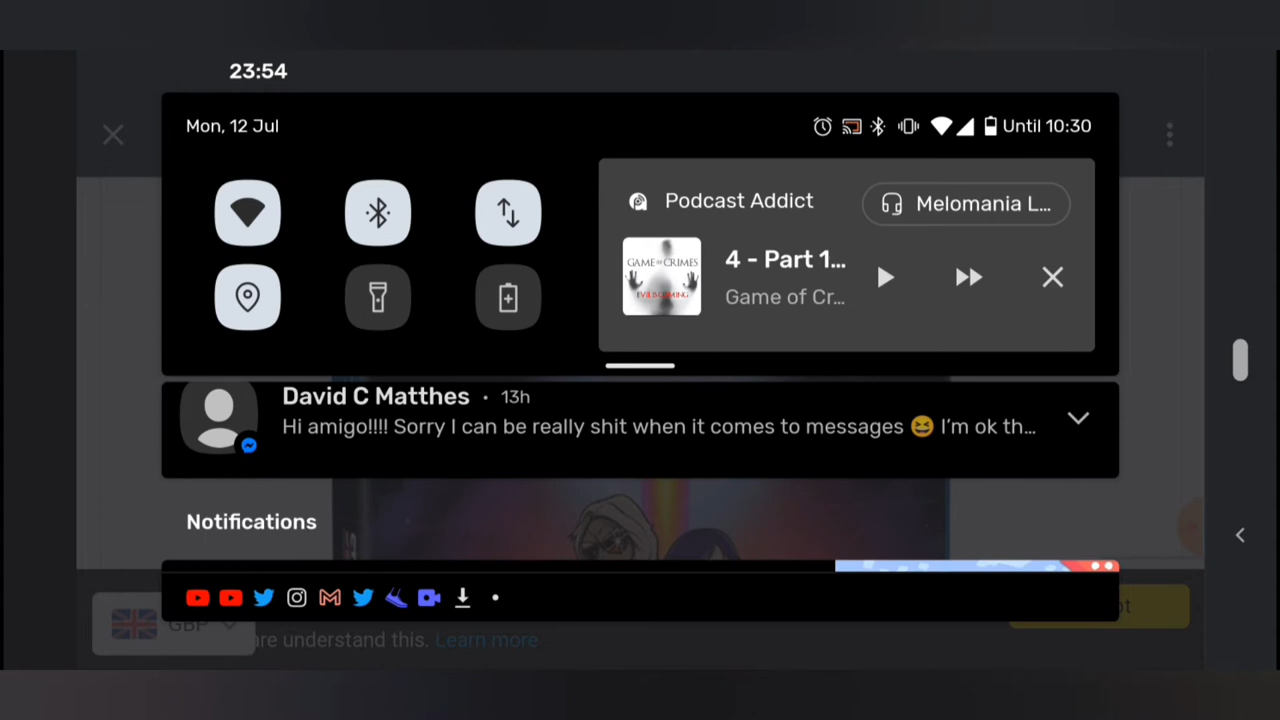 23:54
Mon, 12 Jul
Until 10:30
Podcast Addict
Melomania L...
GAME OF CRIMES
4 - Part 1...
Game of Cr...
David C Matthes • 13h
Hi amigo!!!! Sorry I can be really shit when it comes to messages 😆 I'm ok th...
Notifications
GBP
are understand this. Learn more